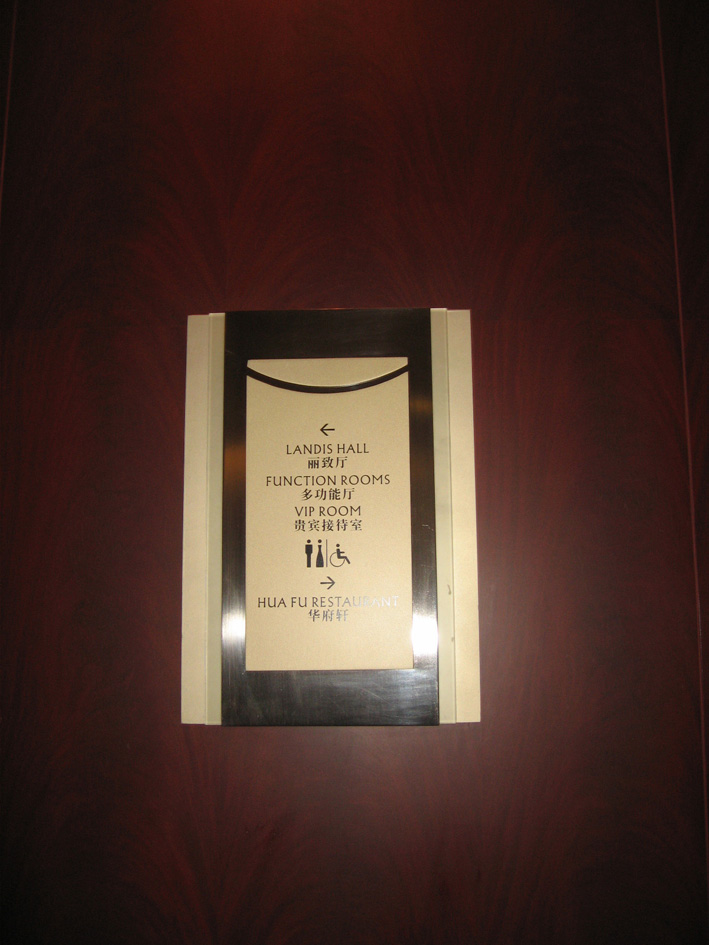 ←
LANDIS HALL
丽致厅
FUNCTION ROOMS
多功能厅
VIP ROOM
贵宾接待室
→
HUA FU RESTAURANT
华府轩